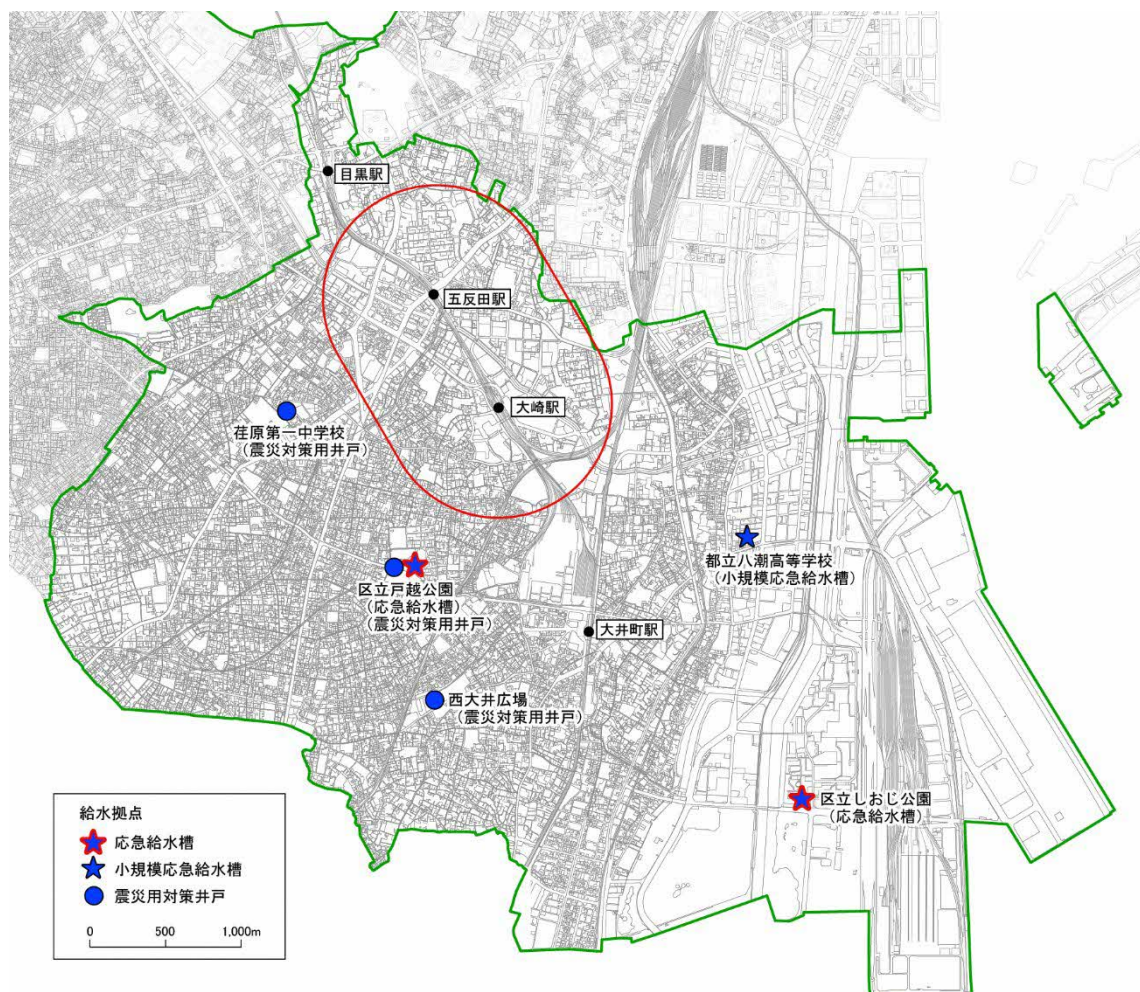 目黒駅
五反田駅
大崎駅
荏原第一中学校
（震災対策用井戸）
都立八潮高等学校
（小規模応急給水槽）
区立戸越公園
（応急給水槽）
（震災対策用井戸）
大井町駅
西大井広場
（震災対策用井戸）
区立しおじ公園
（応急給水槽）
給水拠点
応急給水槽
小規模応急給水槽
震災用対策井戸
0 500 1,000m